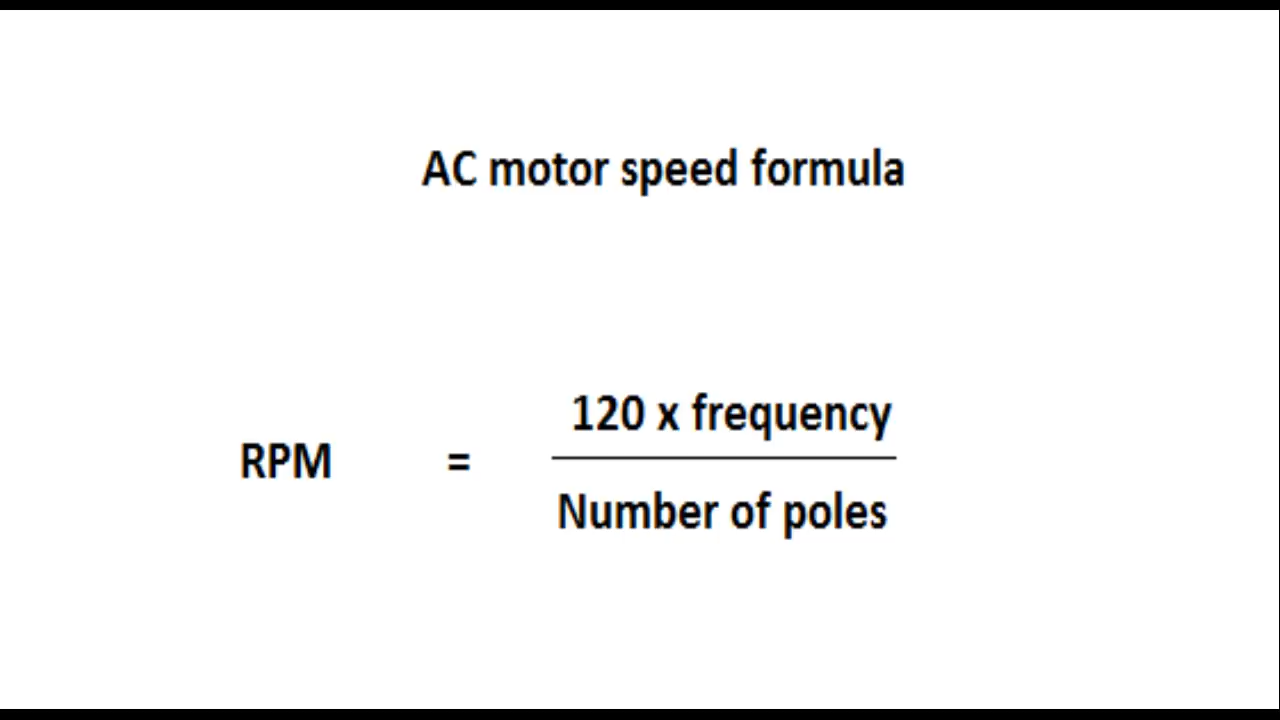 AC motor speed formula
120 x frequency
RPM =
Number of poles